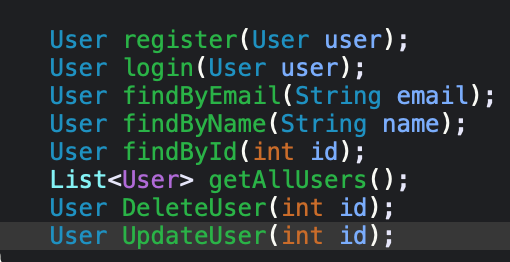 User register(User user);
User login(User user);
User findByEmail(String email);
User findByName(String name);
User findById(int id);
List<User> getAllUsers();
User DeleteUser(int id);
User UpdateUser(int id);